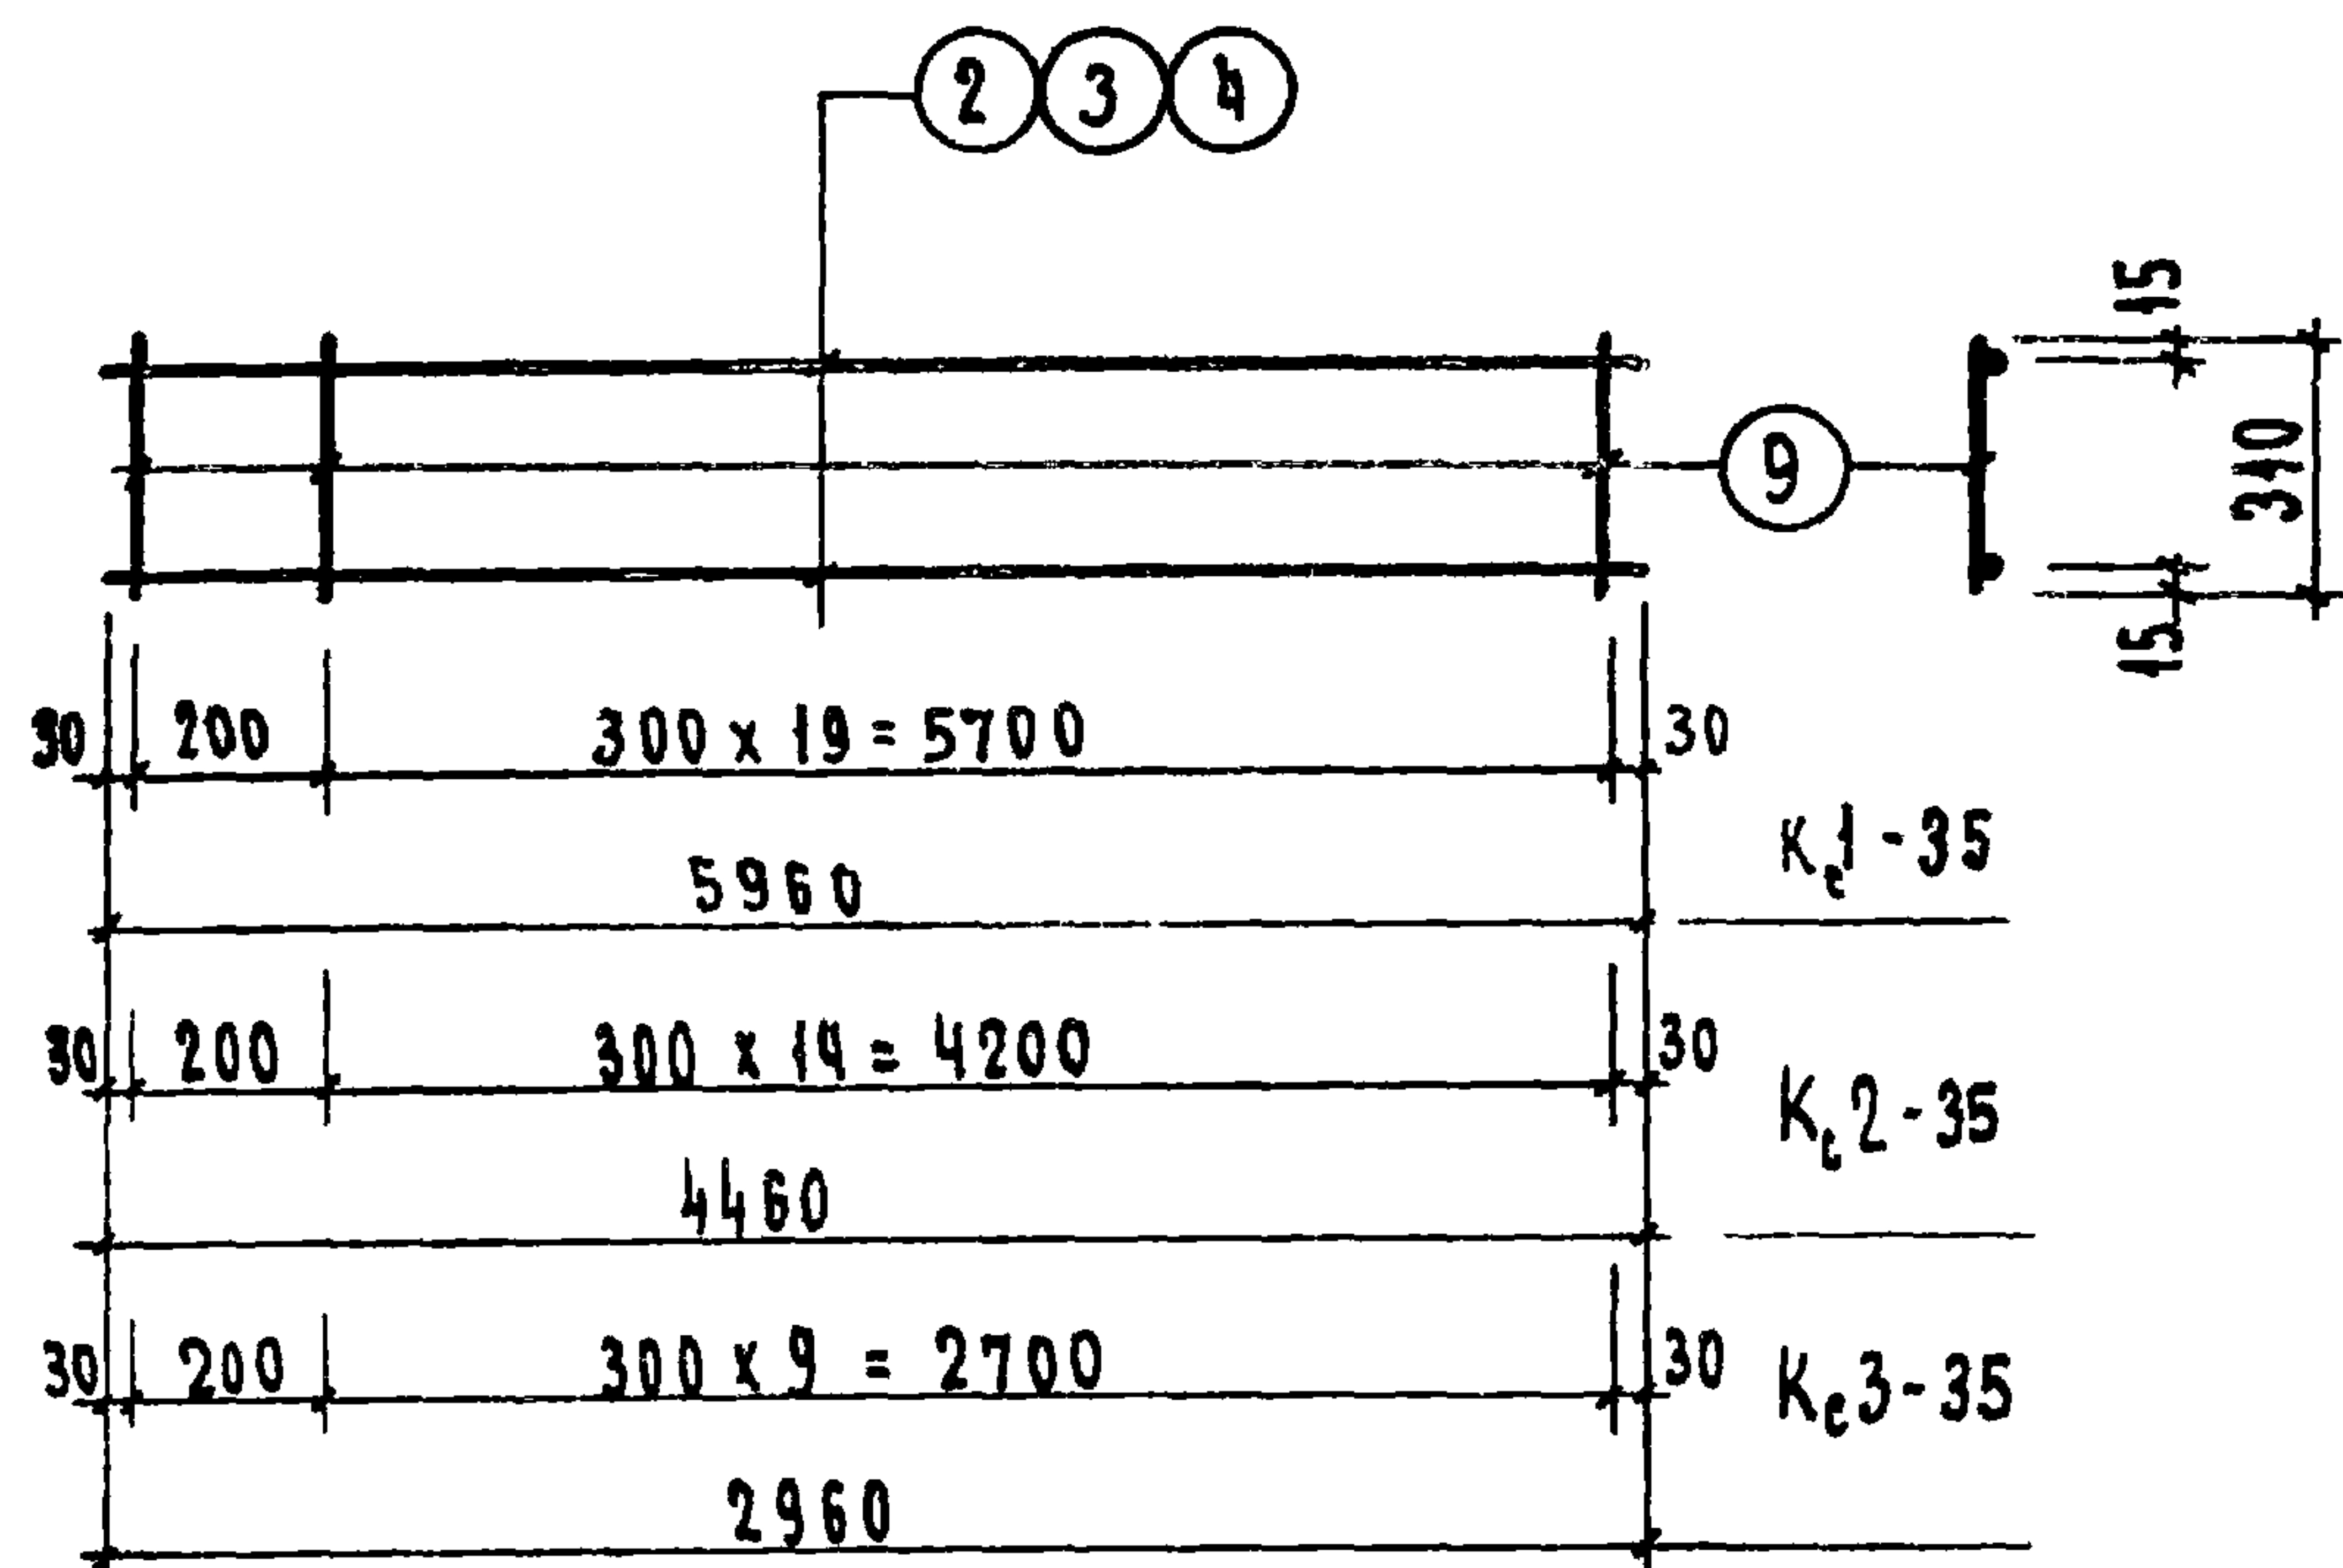 2 3 4
15
9
340
15
30 200 300 x 19 = 5700 30
Kc1 - 35
5960
30 200 300 x 14 = 4200 30
Kc2 - 35
4460
30 200 300 x 9 = 2700 30
Kc3 - 35
2960